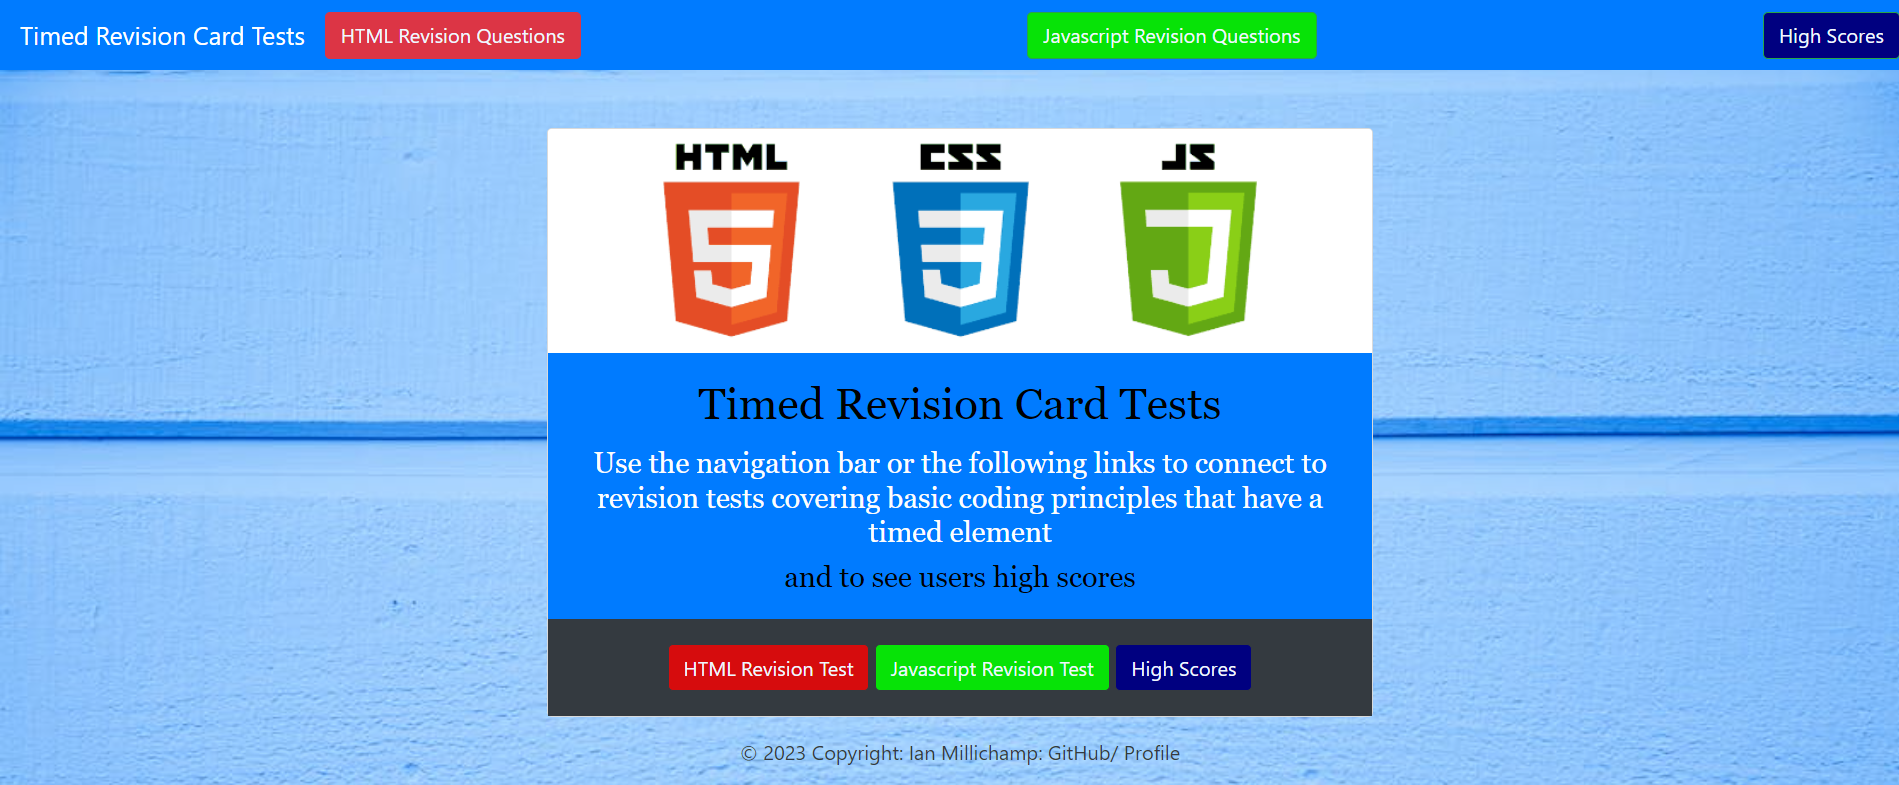 Timed Revision Card Tests HTML Revision Questions Javascript Revision Questions High Scores
HTML CSS JS
5 3 J
Timed Revision Card Tests
Use the navigation bar or the following links to connect to
revision tests covering basic coding principles that have a
timed element
and to see users high scores
HTML Revision Test Javascript Revision Test High Scores
© 2023 Copyright: Ian Millichamp: GitHub/ Profile